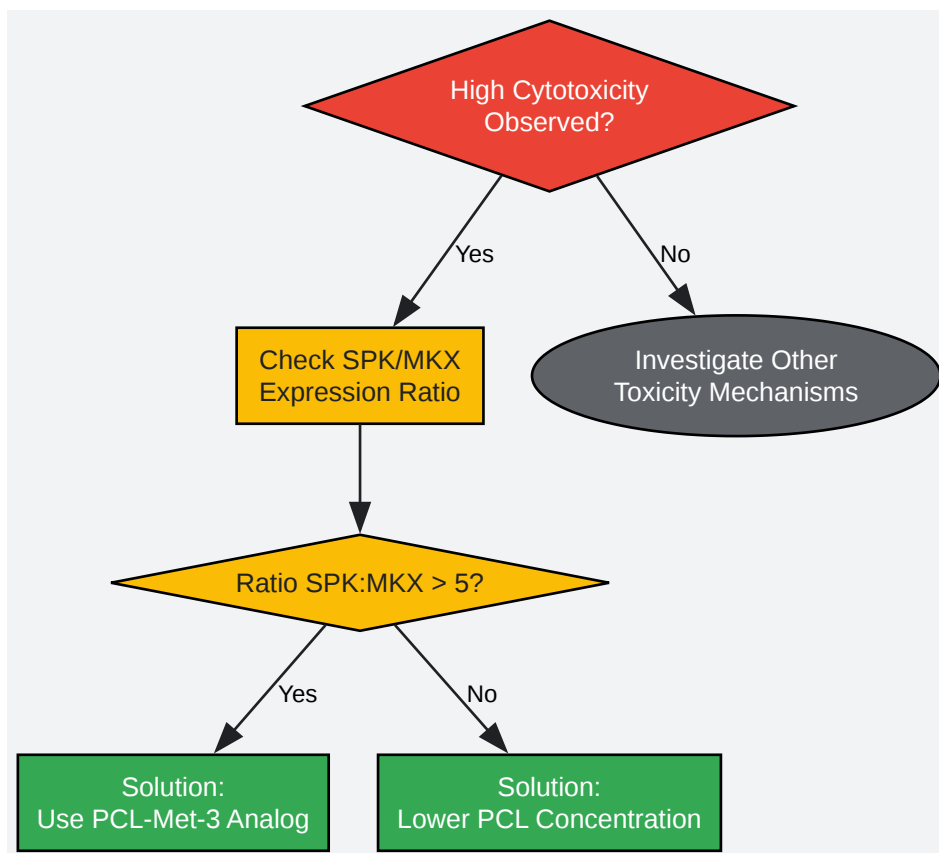 High Cytotoxicity
Observed?
Yes
No
Check SPK/MKX
Expression Ratio
Investigate Other
Toxicity Mechanisms
Ratio SPK:MKX > 5?
Yes
No
Solution:
Use PCL-Met-3 Analog
Solution:
Lower PCL Concentration